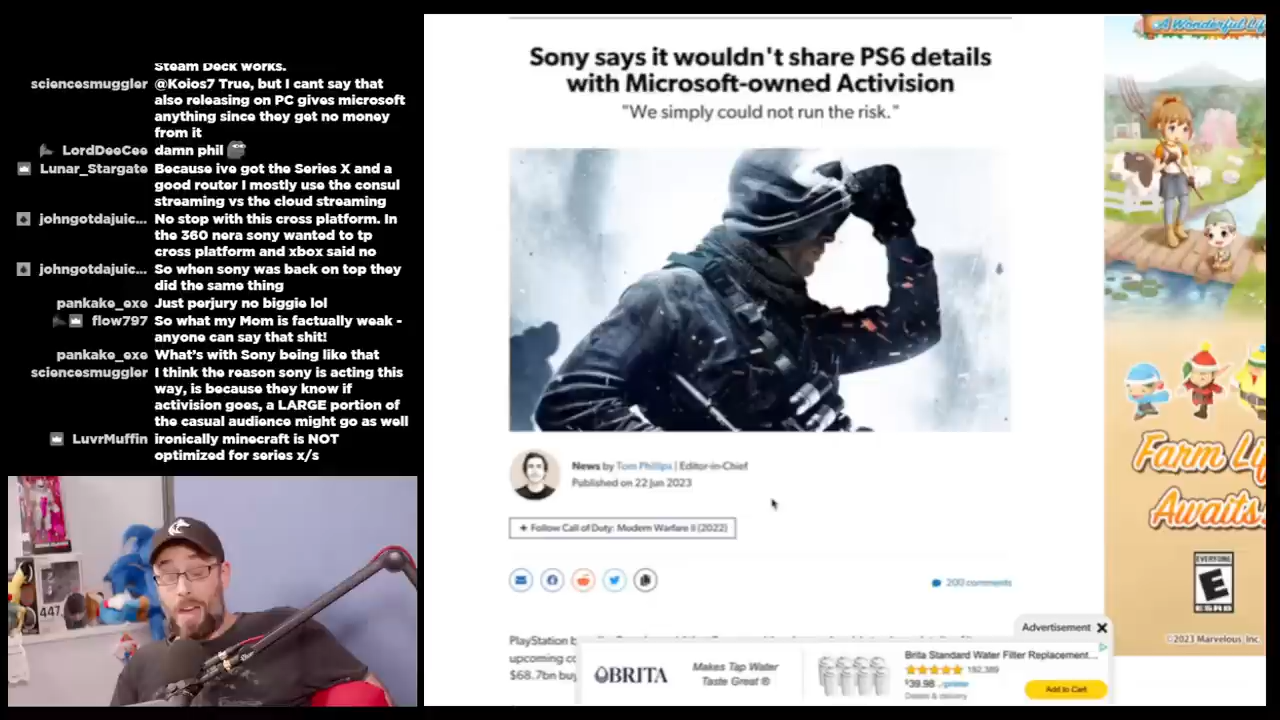 Steam Deck works.
sciencesmuggler @Koios7 True, but I cant say that
also releasing on PC gives microsoft
anything since they get no money
from it
LordDeeCee damn phil
Lunar_Stargate Because ive got the Series X and a
good router I mostly use the consul
streaming vs the cloud streaming
johngotdajuic... No stop with this cross platform. In
the 360 nera sony wanted to tp
cross platform and xbox said no
johngotdajuic... So when sony was back on top they
did the same thing
pankake_exe Just perjury no biggie lol
flow797 So what my Mom is factually weak -
anyone can say that shit!
pankake_exe What's with Sony being like that
sciencesmuggler I think the reason sony is acting this
way, is because they know if
activision goes, a LARGE portion of
the casual audience might go as well
LuvrMuffin ironically minecraft is NOT
optimized for series x/s
447
Sony says it wouldn't share PS6 details
with Microsoft-owned Activision
"We simply could not run the risk."
News by Tom Phillips | Editor-in-Chief
Published on 22 Jun 2023
+ Follow Call of Duty: Modern Warfare II (2022)
200 comments
PlayStation
upcoming
$68.7bn
Advertisement
BRITA
Makes Tap Water
Taste Great ®
Brita Standard Water Filter Replacement...
192,389
$39.98 prime
Add to Cart
A Wonderful Lif
Farm Li
Awaits
EVERYONE
E
ESRB
©2023 Marvelous, Inc.